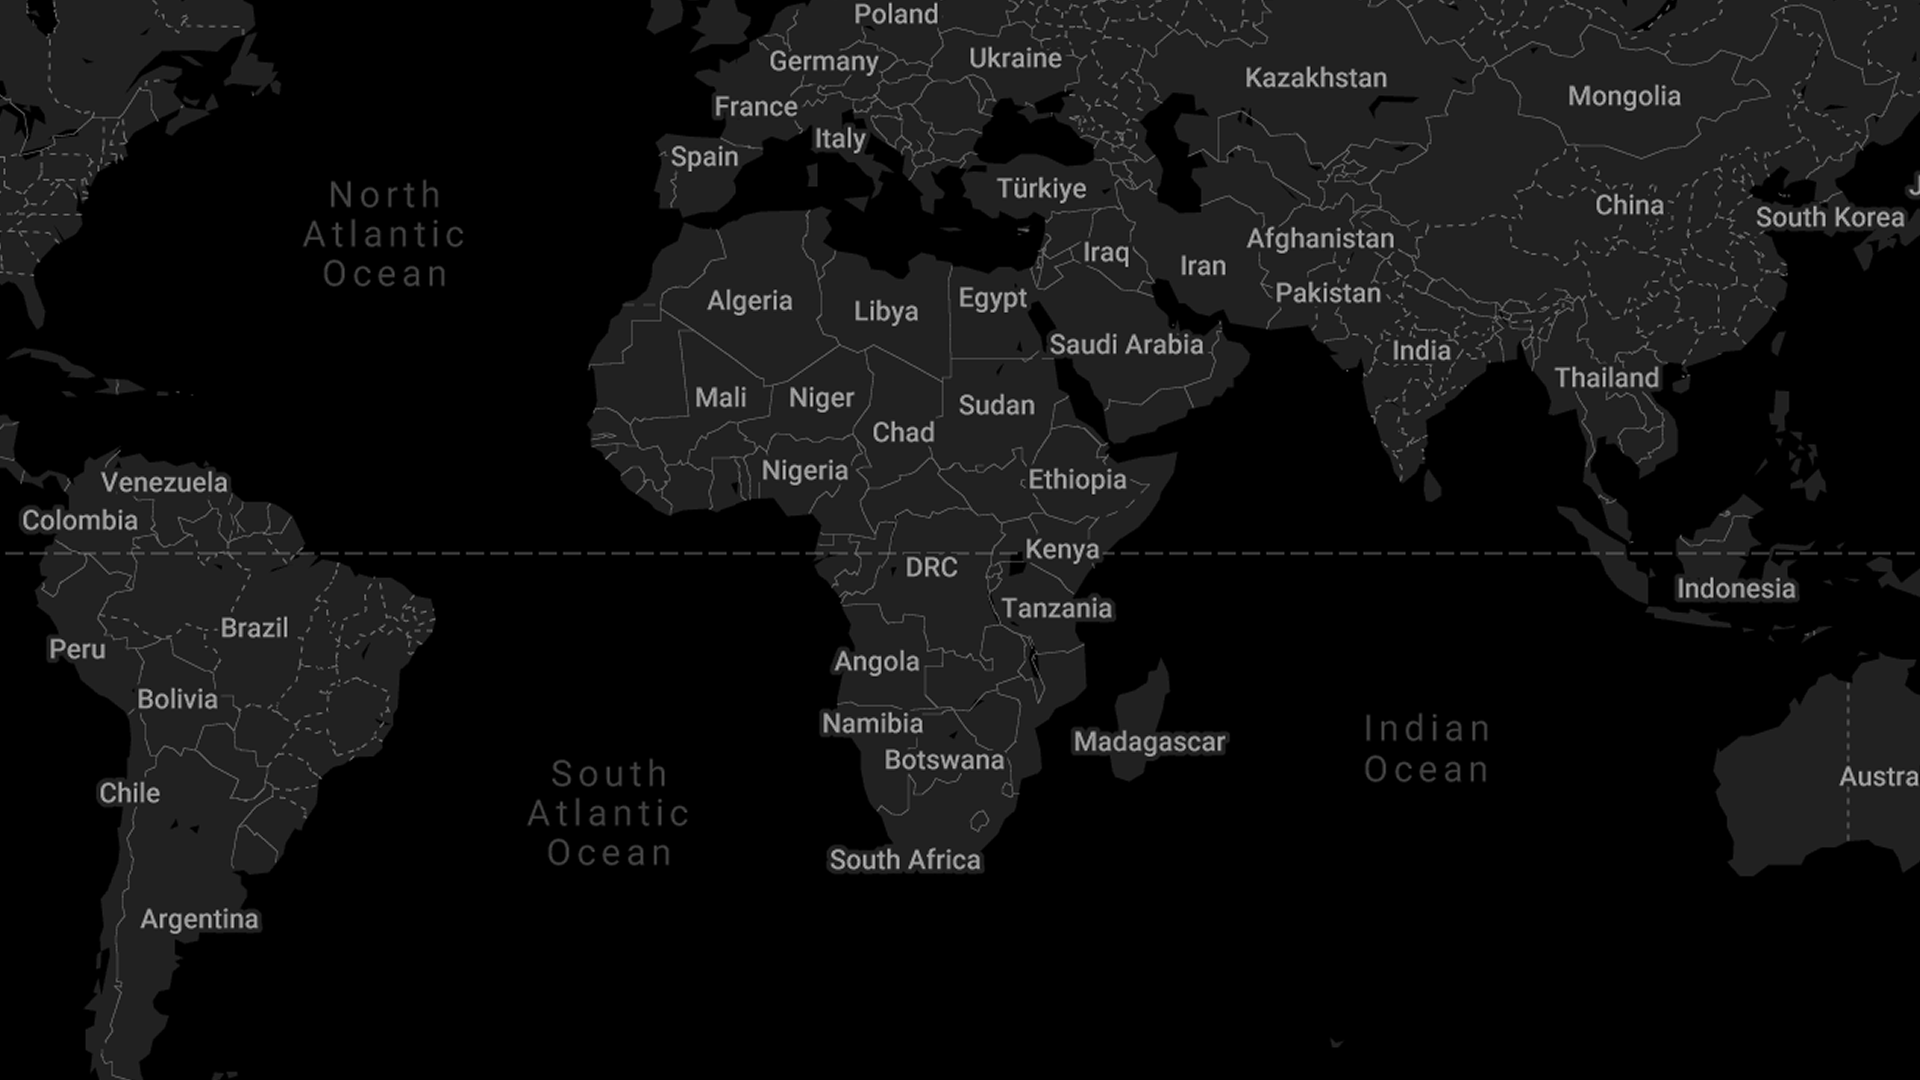 Poland
Ukraine
Germany
Kazakhstan
Mongolia
France
Italy
Spain
Türkiye
North
Atlantic
Ocean
China
J
South Korea
Afghanistan
Iraq
Iran
Pakistan
Algeria
Libya
Egypt
Saudi Arabia
India
Thailand
Mali
Niger
Sudan
Chad
Nigeria
Ethiopia
Venezuela
Colombia
Kenya
DRC
Indonesia
Tanzania
Brazil
Peru
Angola
Bolivia
Namibia
Madagascar
Indian
Ocean
Botswana
South
Atlantic
Ocean
Chile
Austra
South Africa
Argentina